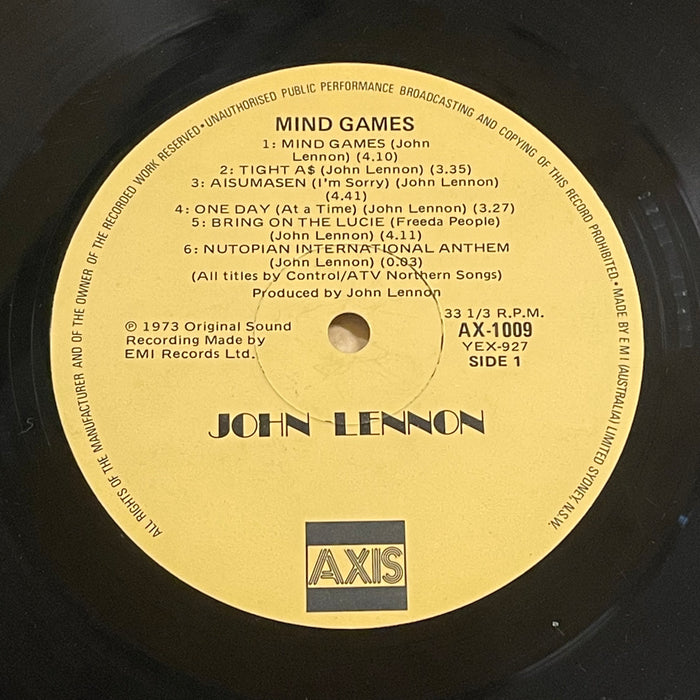 ALL RIGHTS OF THE MANUFACTURER AND OF THE OWNER OF THE RECORDED WORK RESERVED • UNAUTHORISED PUBLIC PERFORMANCE BROADCASTING AND COPYING OF THIS RECORD PROHIBITED. • MADE BY EMI (AUSTRALIA) LIMITED SYDNEY, N.S.W.
MIND GAMES
1: MIND GAMES (John
Lennon) (4.10)
2: TIGHT A$ (John Lennon) (3.35)
3: AISUMASEN (I'm Sorry) (John Lennon)
(4.41)
4: ONE DAY (At a Time) (John Lennon) (3.27)
5: BRING ON THE LUCIE (Freeda People)
(John Lennon) (4.11)
6: NUTOPIAN INTERNATIONAL ANTHEM
(John Lennon) (0.03)
(All titles by Control/ATV Northern Songs)
Produced by John Lennon
℗ 1973 Original Sound
Recording Made by
EMI Records Ltd.
33 1/3 R.P.M.
AX-1009
YEX-927
SIDE 1
JOHN LENNON
AXIS